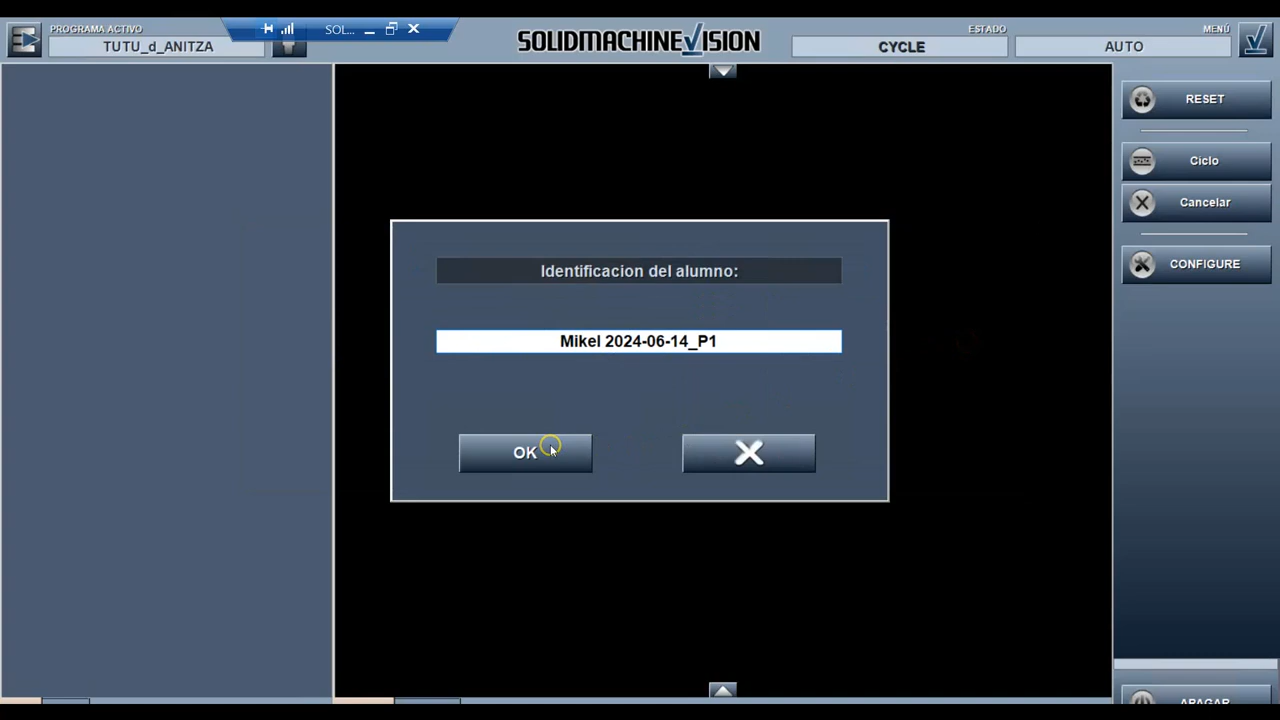 PROGRAMA ACTIVO
TUTU_d_ANITZA
SOL...
SOLIDMACHINEVISION
ESTADO
CYCLE
MENÚ
AUTO
RESET
Ciclo
Cancelar
CONFIGURE
Identificacion del alumno:
Mikel 2024-06-14_P1
OK
APAGAR